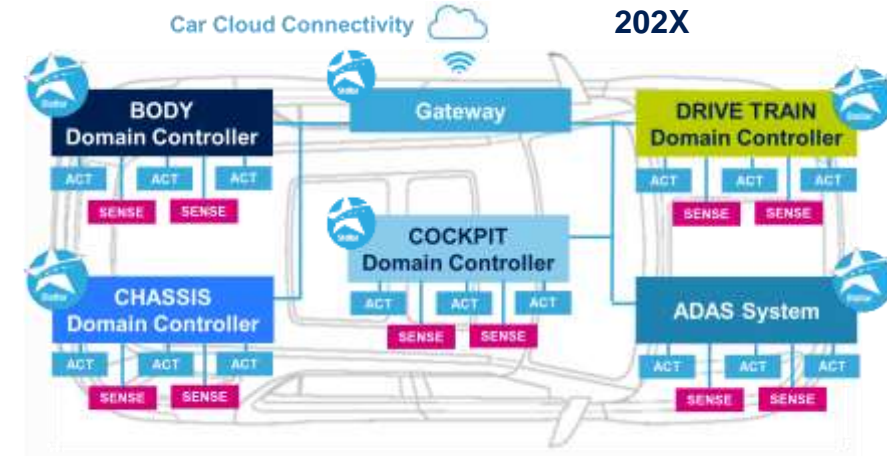 Car Cloud Connectivity
202X
BODY
Domain Controller
ACT
ACT
ACT
SENSE
SENSE
Gateway
DRIVE TRAIN
Domain Controller
ACT
ACT
ACT
SENSE
SENSE
COCKPIT
Domain Controller
ACT
ACT
ACT
SENSE
SENSE
CHASSIS
Domain Controller
ACT
ACT
ACT
SENSE
SENSE
ADAS System
ACT
ACT
ACT
SENSE
SENSE